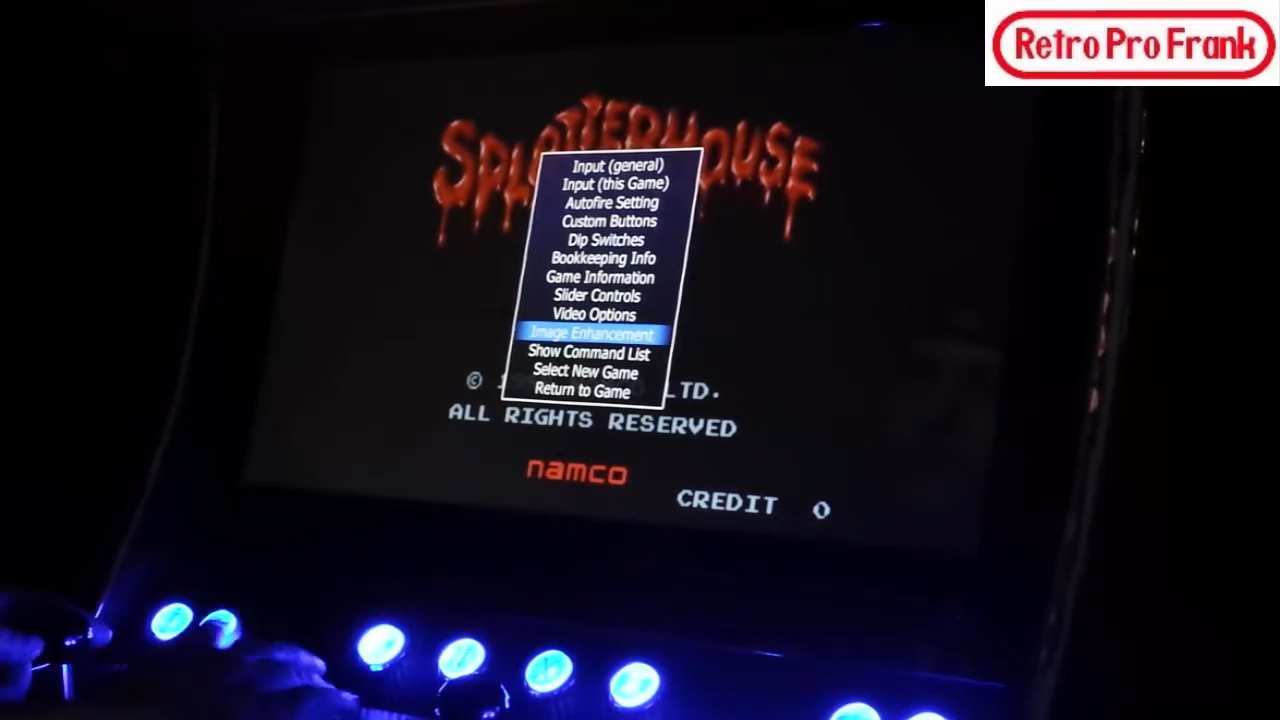 Retro Pro Frank
SPLATTERHOUSE
Input (general)
Input (this Game)
Autofire Setting
Custom Buttons
Dip Switches
Bookkeeping Info
Game Information
Slider Controls
Video Options
Image Enhancement
Show Command List
Select New Game
Return to Game
© LTD.
ALL RIGHTS RESERVED
namco
CREDIT 0